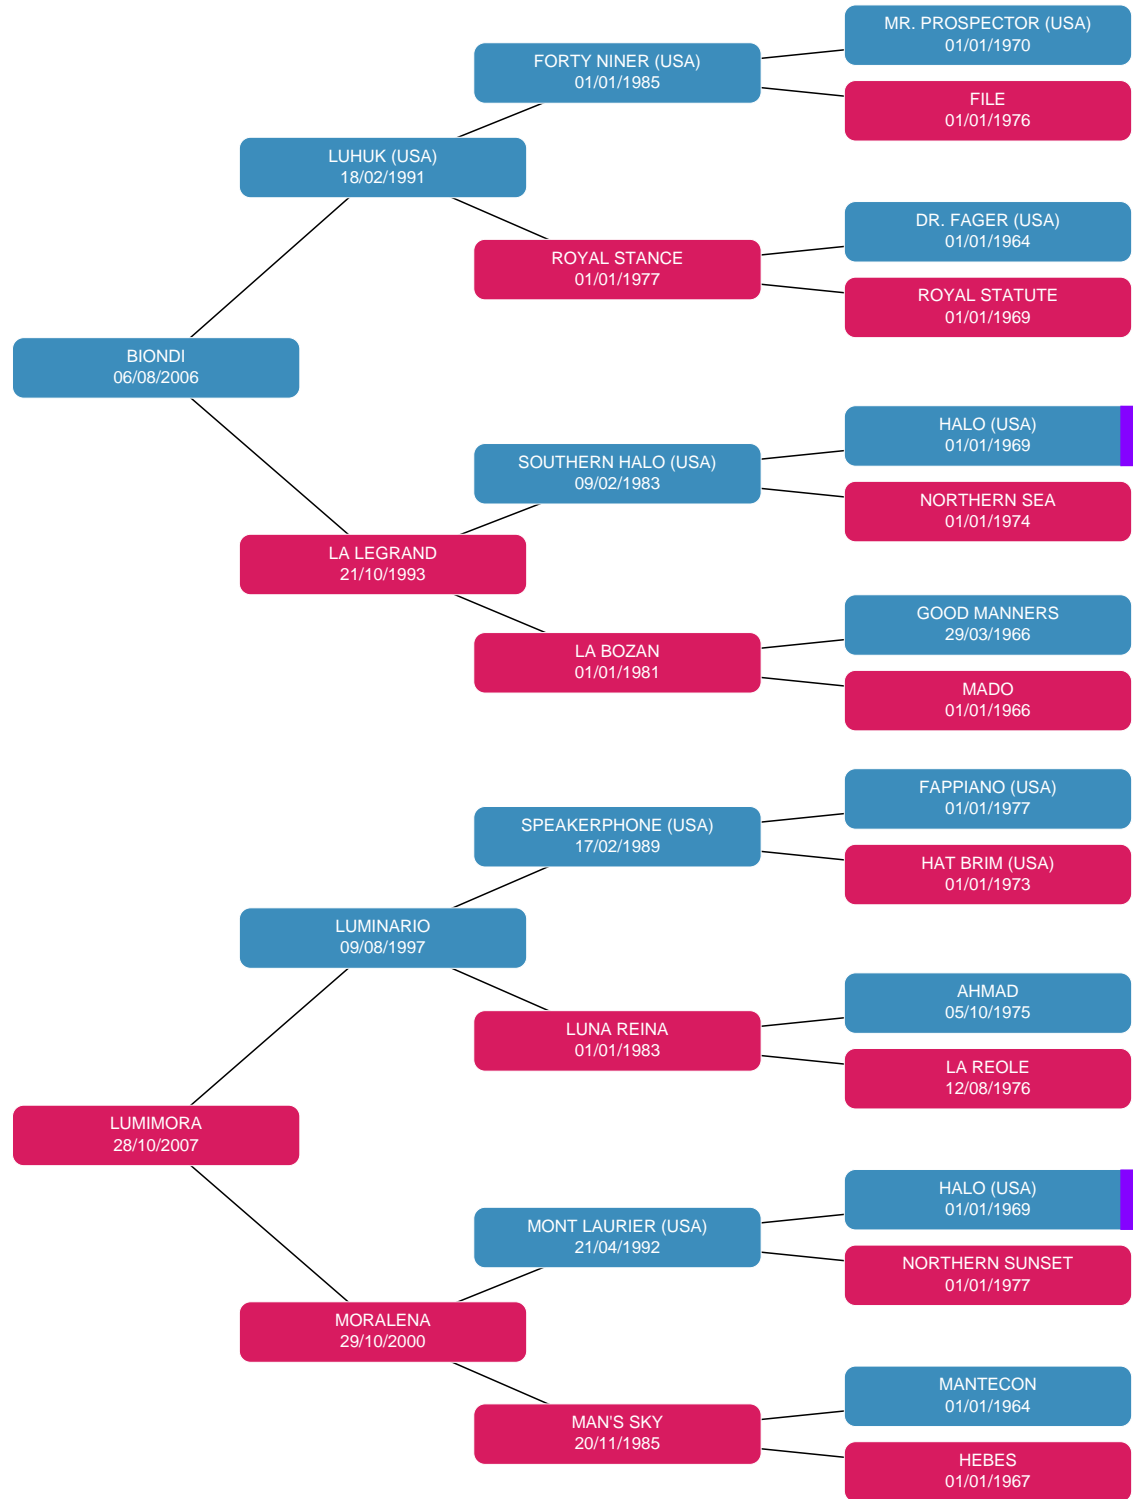 MR. PROSPECTOR (USA)
01/01/1970
FORTY NINER (USA)
01/01/1985
FILE
01/01/1976
LUHUK (USA)
18/02/1991
DR. FAGER (USA)
01/01/1964
ROYAL STANCE
01/01/1977
ROYAL STATUTE
01/01/1969
BIONDI
06/08/2006
HALO (USA)
01/01/1969
SOUTHERN HALO (USA)
09/02/1983
NORTHERN SEA
01/01/1974
LA LEGRAND
21/10/1993
GOOD MANNERS
29/03/1966
LA BOZAN
01/01/1981
MADO
01/01/1966
FAPPIANO (USA)
01/01/1977
SPEAKERPHONE (USA)
17/02/1989
HAT BRIM (USA)
01/01/1973
LUMINARIO
09/08/1997
AHMAD
05/10/1975
LUNA REINA
01/01/1983
LA REOLE
12/08/1976
LUMIMORA
28/10/2007
HALO (USA)
01/01/1969
MONT LAURIER (USA)
21/04/1992
NORTHERN SUNSET
01/01/1977
MORALENA
29/10/2000
MANTECON
01/01/1964
MAN'S SKY
20/11/1985
HEBES
01/01/1967